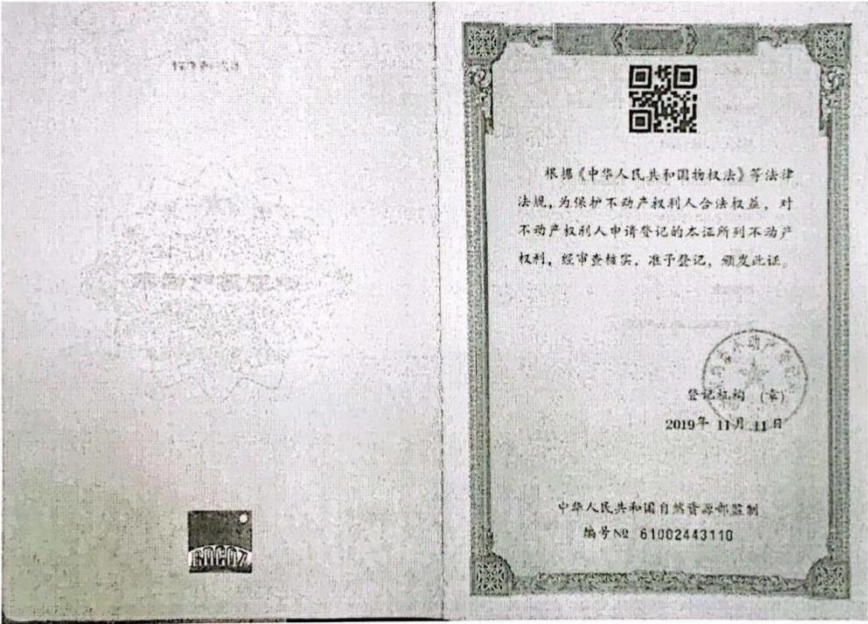 根据《中华人民共和国物权法》等法律
法规，为保护不动产权利人合法权益，对
不动产权利人申请登记的本证所列不动产
权利，经审查核实，准予登记，颁发此证。
登记机构 （章）
2019年 11月 11日
中华人民共和国自然资源部监制
编号№ 61002443110